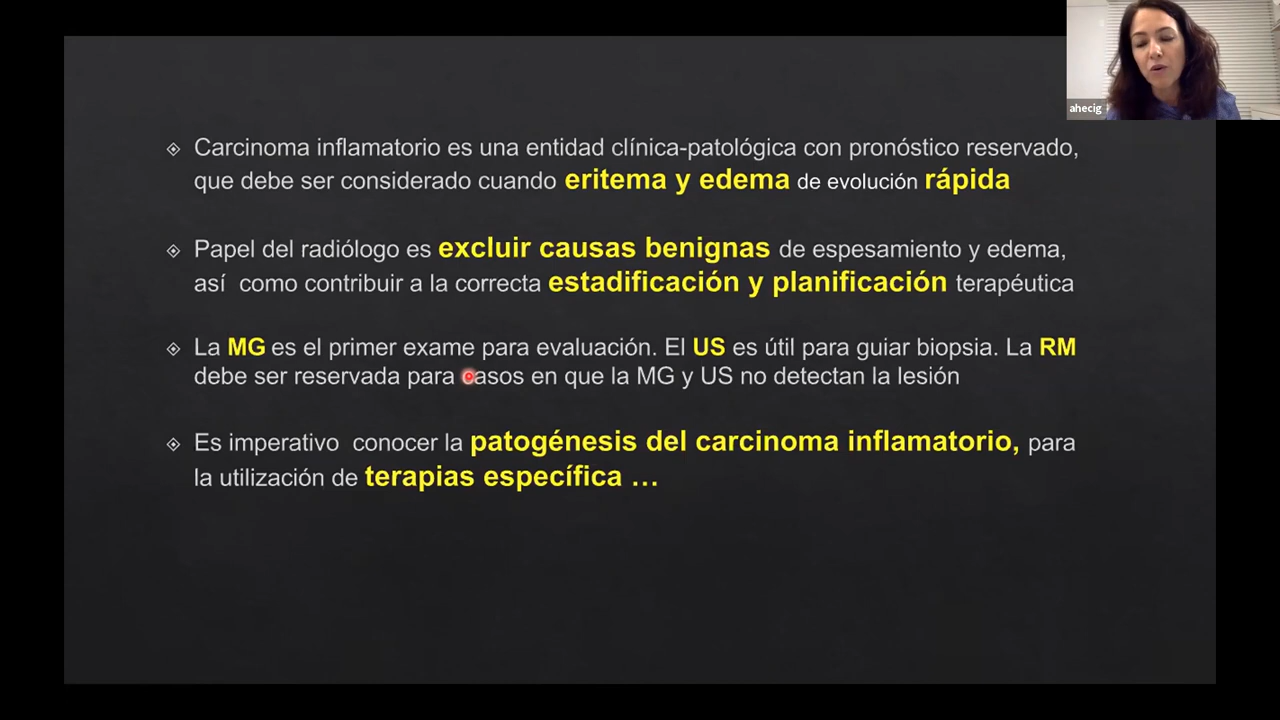 ahecig
Carcinoma inflamatorio es una entidad clínica-patológica con pronóstico reservado,
que debe ser considerado cuando eritema y edema de evolución rápida
Papel del radiólogo es excluir causas benignas de espesamiento y edema,
así como contribuir a la correcta estadificación y planificación terapéutica
La MG es el primer exame para evaluación. El US es útil para guiar biopsia. La RM
debe ser reservada para casos en que la MG y US no detectan la lesión
Es imperativo conocer la patogénesis del carcinoma inflamatorio, para
la utilización de terapias específica ...